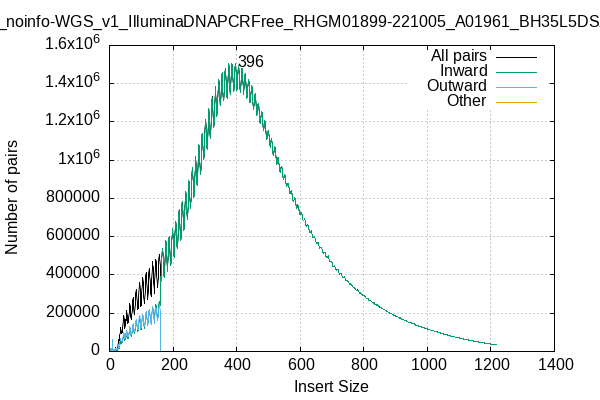 _noinfo-WGS_v1_IlluminaDNAPCRFree_RHGM01899-221005_A01961_BH35L5DS
1.6x10^6
1.4x10^6
1.2x10^6
1x10^6
800000
600000
400000
200000
0
Number of pairs
396
All pairs
Inward
Outward
Other
0 200 400 600 800 1000 1200 1400
Insert Size